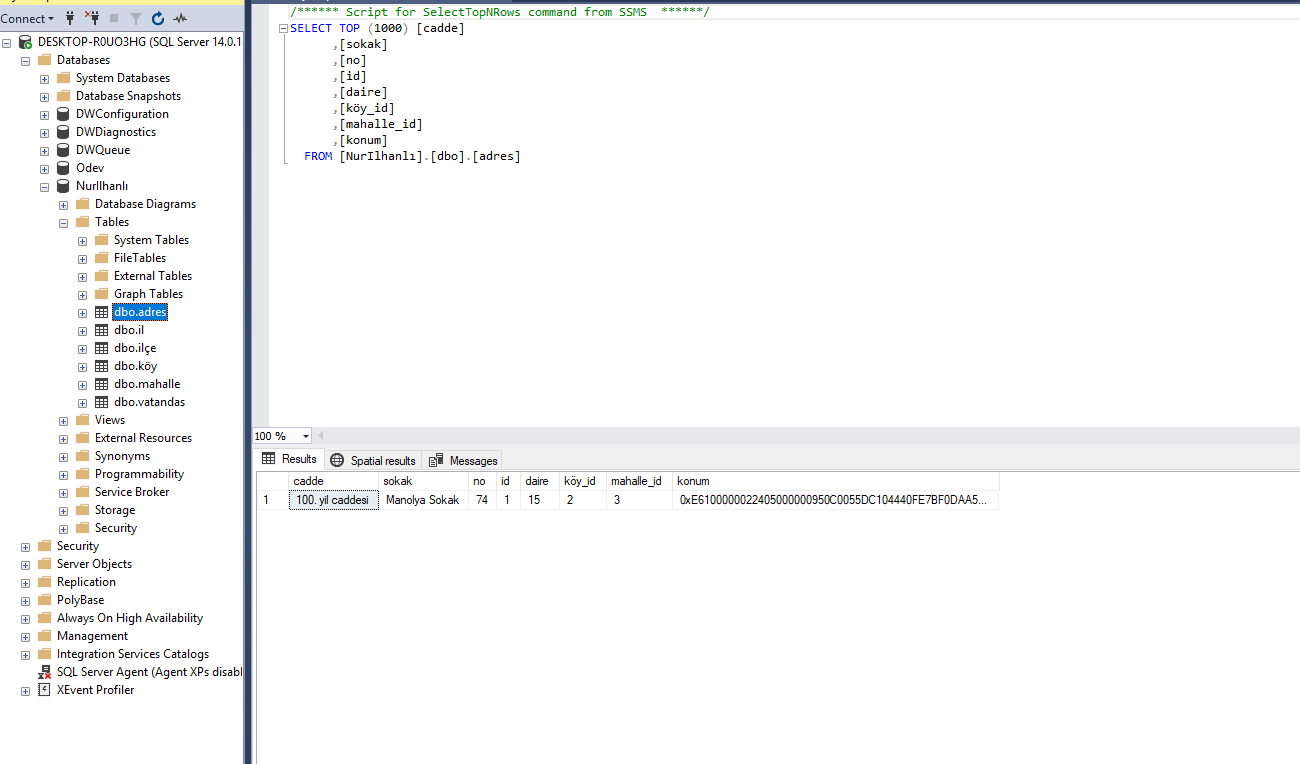 Connect
DESKTOP-R0UO3HG (SQL Server 14.0.1
Databases
System Databases
Database Snapshots
DWConfiguration
DWDiagnostics
DWQueue
Odev
NurIlhanlı
Database Diagrams
Tables
System Tables
FileTables
External Tables
Graph Tables
dbo.adres
dbo.il
dbo.ilçe
dbo.köy
dbo.mahalle
dbo.vatandas
Views
External Resources
Synonyms
Programmability
Service Broker
Storage
Security
Security
Server Objects
Replication
PolyBase
Always On High Availability
Management
Integration Services Catalogs
SQL Server Agent (Agent XPs disabl
XEvent Profiler
/****** Script for SelectTopNRows command from SSMS ******/
SELECT TOP (1000) [cadde]
,[sokak]
,[no]
,[id]
,[daire]
,[köy_id]
,[mahalle_id]
,[konum]
FROM [NurIlhanlı].[dbo].[adres]
100 %
Results Spatial results Messages
cadde sokak no id daire köy_id mahalle_id konum
1 100. yil caddesi Manolya Sokak 74 1 15 2 3 0xE6100000022405000000950C0055DC104440FE7BF0DAA5...